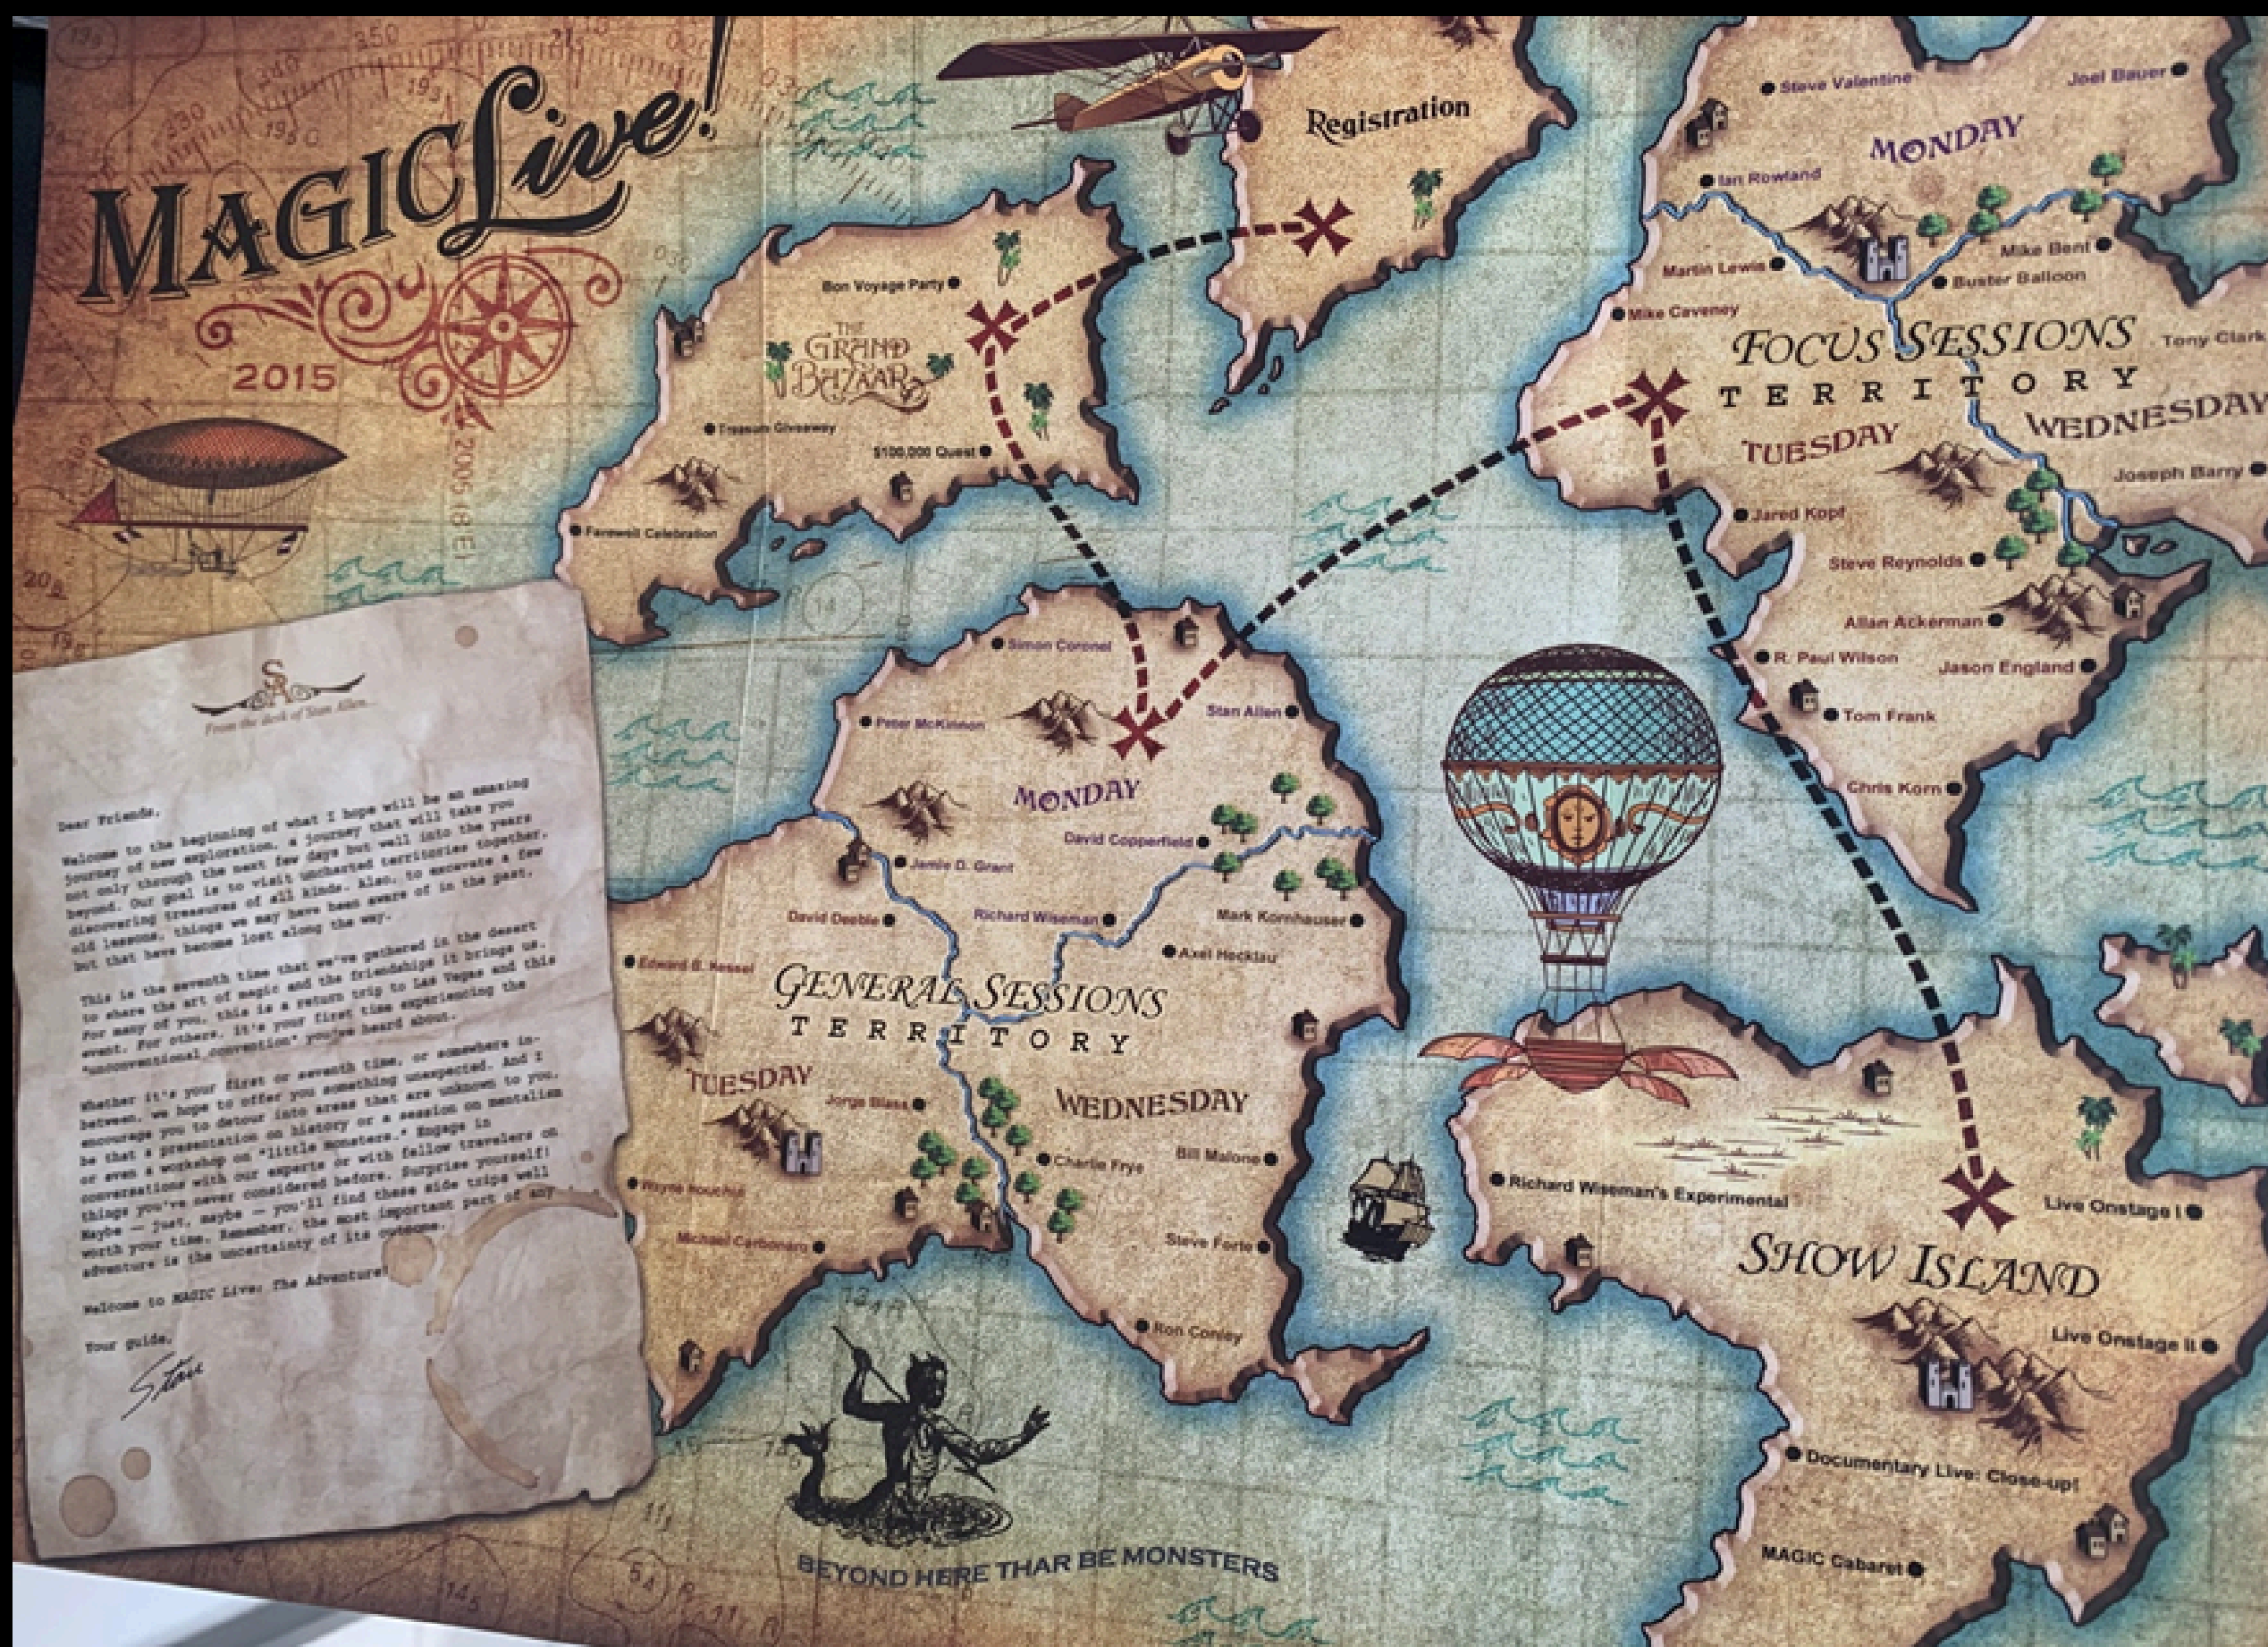 MAGIC Live!
2015
Registration
Bon Voyage Party
THE
GRAND
BAZAAR
Treasure Giveaway
$100,000 Quest
Farewell Celebration
Steve Valentine
Joel Bauer
MONDAY
Ian Rowland
Mike Bent
Martin Lewis
Buster Balloon
Mike Caveney
FOCUS SESSIONS
TERRITORY
Tony Clark
TUESDAY
WEDNESDAY
Joseph Barry
Jared Kopf
Steve Reynolds
Allan Ackerman
R. Paul Wilson
Jason England
Tom Frank
Chris Korn
Simon Coronel
Peter McKinnon
Stan Allen
MONDAY
David Copperfield
Jamie D. Grant
David Deeble
Richard Wiseman
Mark Kornhauser
Axel Hecklau
Edward B. Kessel
GENERAL SESSIONS
TERRITORY
TUESDAY
WEDNESDAY
Jorge Blass
Charlie Frye
Bill Malone
Wayne Houchin
Michael Carbonaro
Steve Forte
Ron Conley
Richard Wiseman's Experimental
Live Onstage I
SHOW ISLAND
Live Onstage II
Documentary Live: Close-up!
MAGIC Cabaret
BEYOND HERE THAR BE MONSTERS
SA
From the desk of Stan Allen
Dear Friends,
Welcome to the beginning of what I hope will be an amazing
journey of new exploration, a journey that will take you
not only through the next few days but well into the years
beyond. Our goal is to visit uncharted territories together,
discovering treasures of all kinds. Also, to excavate a few
old lessons, things we may have been aware of in the past,
but that have become lost along the way.
This is the seventh time that we've gathered in the desert
to share the art of magic and the friendships it brings us.
For many of you, this is a return trip to Las Vegas and this
event. For others, it's your first time experiencing the
"unconventional convention" you've heard about.
Whether it's your first or seventh time, or somewhere in-
between, we hope to offer you something unexpected. And I
encourage you to detour into areas that are unknown to you,
be that a presentation on history or a session on mentalism
or even a workshop on "little monsters." Engage in
conversations with our experts or with fellow travelers on
things you've never considered before. Surprise yourself!
Maybe — just, maybe — you'll find these side trips well
worth your time. Remember, the most important part of any
adventure is the uncertainty of its outcome.
Welcome to MAGIC Live: The Adventure!
Your guide,
Stan